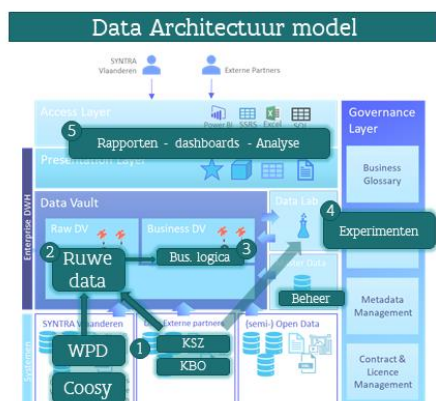 Data Architectuur model
SYNTRA
Vlaanderen
Externe Partners
Access Layer
Power BI SSRS Excel
5
Rapporten - dashboards - Analyse
Presentation Layer
Governance
Layer
Business
Glossary
Enterprise DWH
Data Vault
Raw DV
Business DV
Data Lab
4
Experimenten
2
Ruwe
data
Bus. logica
3
Data
Beheer
Metadata
Management
Systemen
SYNTRA Vlaanderen
Externe partners
(semi-) Open Data
WPD
1
KSZ
KBO
Coosy
Contract &
Licence
Management